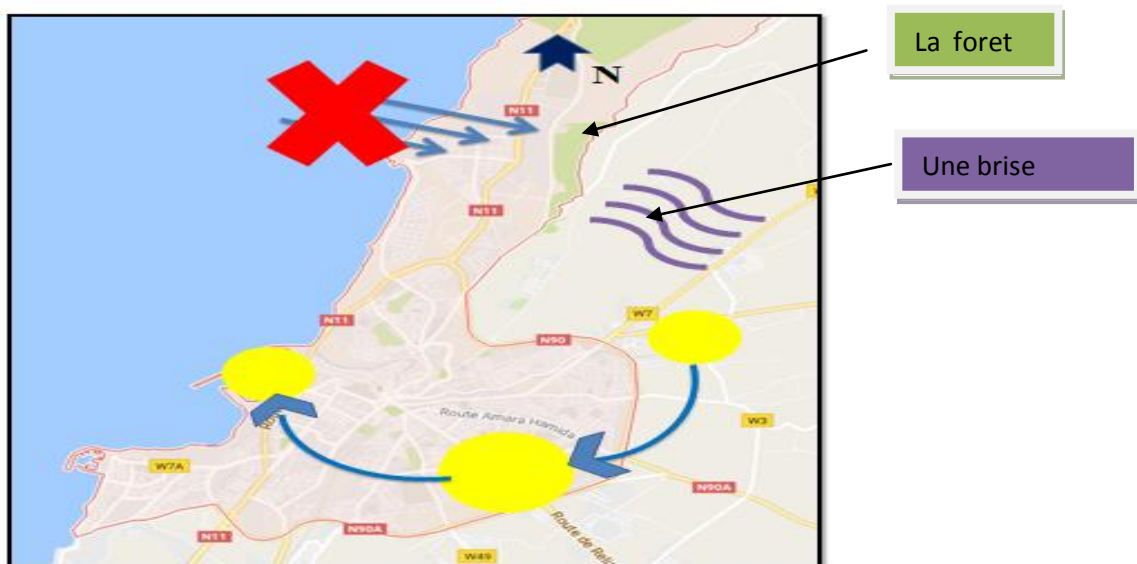 La foret
N
N11
Une brise
N11
W7
N11
N90
Route Amara Hamida
W3
W7A
N90A
N11
N90A
Route de Reli
W49